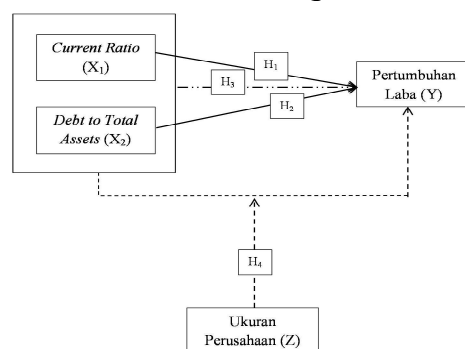 Current Ratio
(X₁)
H₁
H₃
Pertumbuhan
Laba (Y)
H₂
Debt to Total
Assets (X₂)
H₄
Ukuran
Perusahaan (Z)